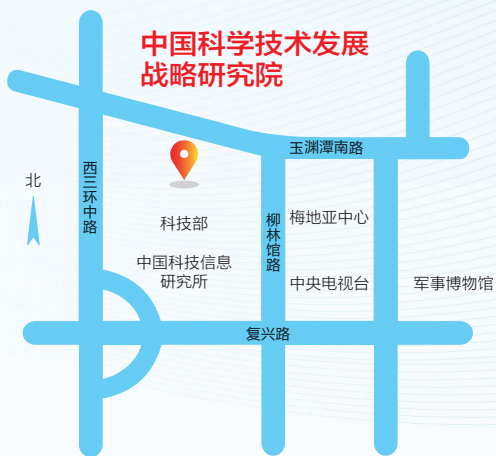 中国科学技术发展
战略研究院
玉渊潭南路
北
西三环中路
科技部
柳林馆路
梅地亚中心
中国科技信息
研究所
中央电视台
军事博物馆
复兴路